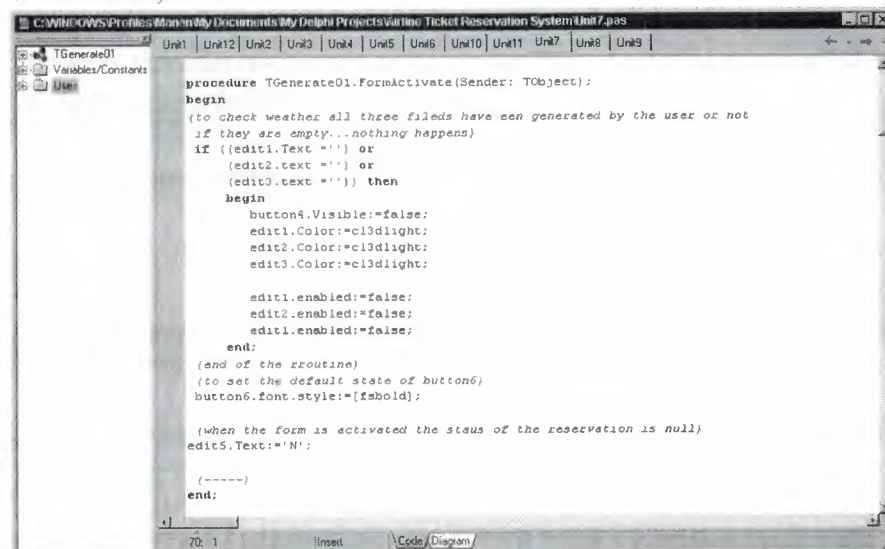 C:\WINDOWS\Profiles\Manan\My Documents\My Delphi Projects\Airline Ticket Reservation System\Unit7.pas
TGenerate01
Variables/Constants
Uses
Unit1 Unit12 Unit2 Unit3 Unit4 Unit5 Unit6 Unit10 Unit11 Unit7 Unit8 Unit9
procedure TGenerate01.FormActivate(Sender: TObject);
begin
{to check weather all three fileds have een generated by the user or not
if they are empty...nothing happens}
if ((edit1.Text ='') or
(edit2.text ='') or
(edit3.text ='')) then
begin
button4.Visible:=false;
edit1.Color:=cl3dlight;
edit2.Color:=cl3dlight;
edit3.Color:=cl3dlight;
edit1.enabled:=false;
edit2.enabled:=false;
edit1.enabled:=false;
end;
{end of the rroutine}
{to set the default state of button6}
button6.font.style:=[fsbold];
{when the form is activated the staus of the reservation is null}
edit5.Text:='N';
{-----}
end;
70: 1 Insert Code Diagram